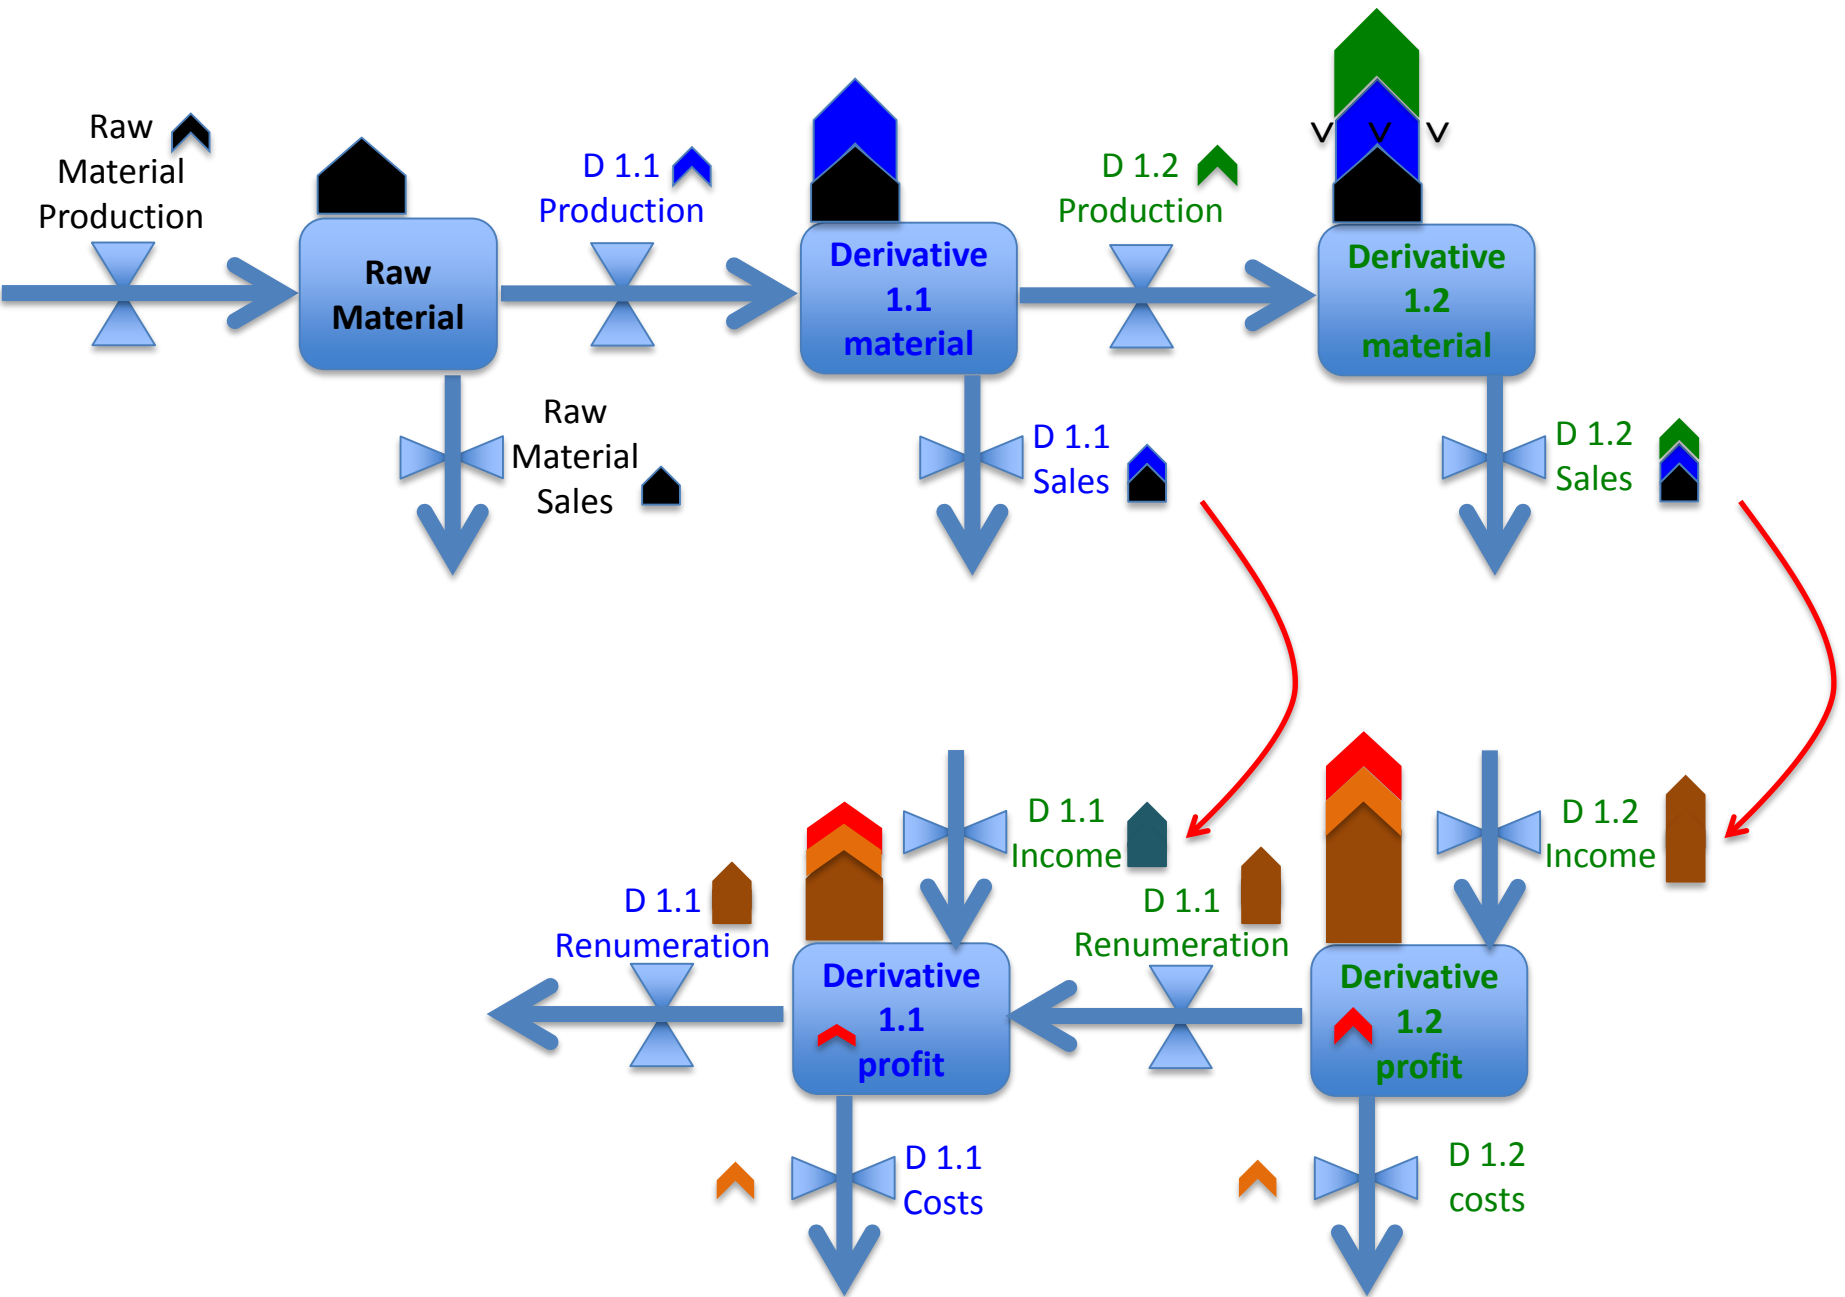 Raw
Material
Production
D 1.1
Production
D 1.2
Production
V V V
Raw
Material
Derivative
1.1
material
Derivative
1.2
material
Raw
Material
Sales
D 1.1
Sales
D 1.2
Sales
D 1.1
Income
D 1.2
Income
D 1.1
Renumeration
D 1.1
Renumeration
Derivative
1.1
profit
Derivative
1.2
profit
D 1.1
Costs
D 1.2
costs